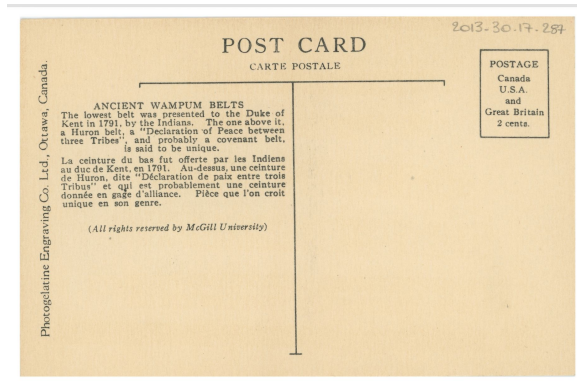 2013-30-17-287
POST CARD
CARTE POSTALE
POSTAGE
Canada
U.S.A.
and
Great Britain
2 cents.
ANCIENT WAMPUM BELTS
The lowest belt was presented to the Duke of
Kent in 1791, by the Indians. The one above it,
a Huron belt, a "Declaration of Peace between
three Tribes", and probably a covenant belt,
is said to be unique.
La ceinture du bas fut offerte par les Indiens
au duc de Kent, en 1791. Au-dessus, une ceinture
de Huron, dite "Déclaration de paix entre trois
Tribus" et qui est probablement une ceinture
donnée en gage d'alliance. Pièce que l'on croit
unique en son genre.
(All rights reserved by McGill University)
Photogelatine Engraving Co. Ltd., Ottawa, Canada.